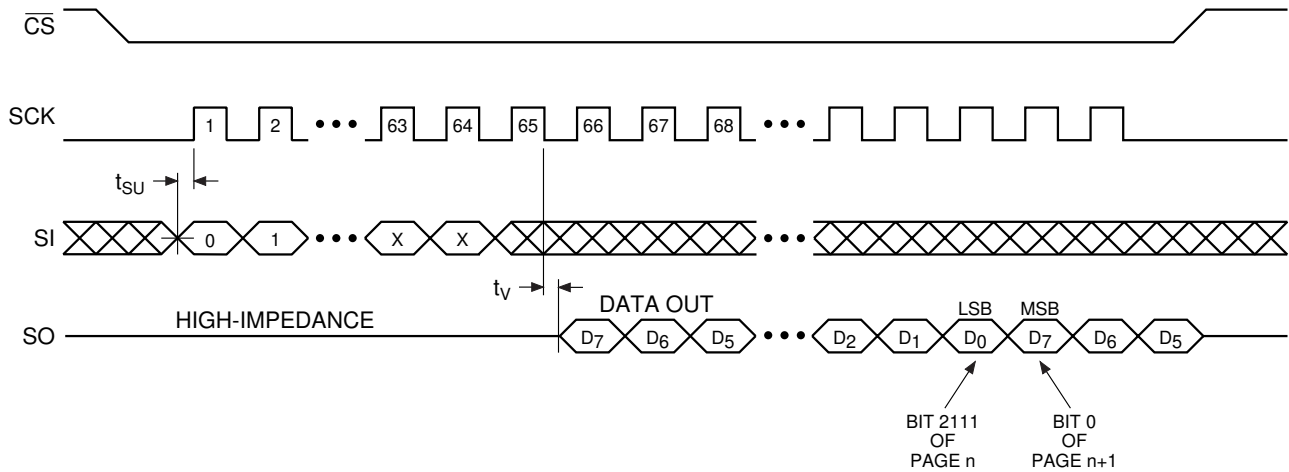 CS
SCK 1 2 ••• 63 64 65 66 67 68 •••
tSU
SI 0 1 ••• X X •••
tV
DATA OUT
HIGH-IMPEDANCE
LSB MSB
SO D7 D6 D5 ••• D2 D1 D0 D7 D6 D5
BIT 2111
OF
PAGE n
BIT 0
OF
PAGE n+1